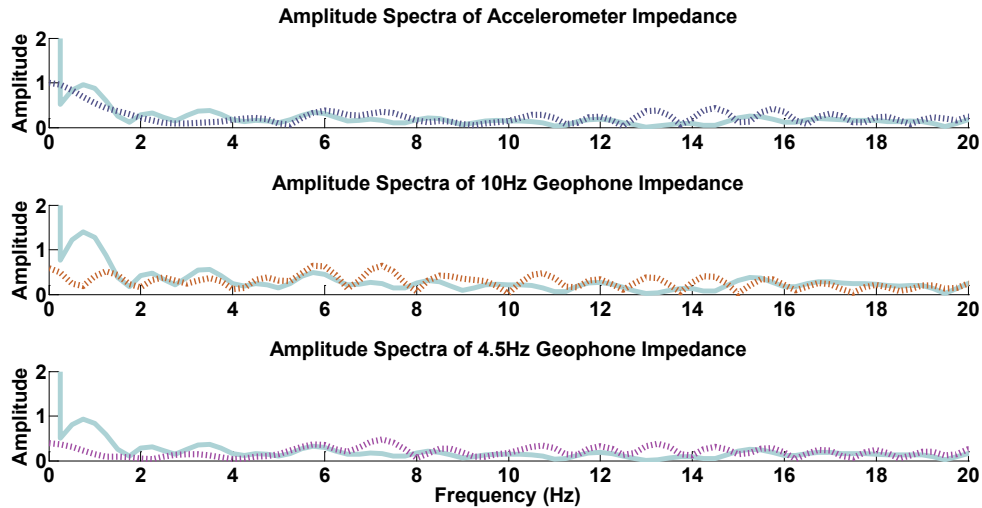 Amplitude Spectra of Accelerometer Impedance
Amplitude
2
1
0
0 2 4 6 8 10 12 14 16 18 20
Amplitude Spectra of 10Hz Geophone Impedance
Amplitude
2
1
0
0 2 4 6 8 10 12 14 16 18 20
Amplitude Spectra of 4.5Hz Geophone Impedance
Amplitude
2
1
0
0 2 4 6 8 10 12 14 16 18 20
Frequency (Hz)